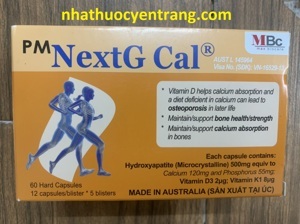 nhathuocyentrang.com
PM NextG Cal®
MBc
AUST L
Visa No. (SĐK):
• Vitamin D helps calcium absorption and
a diet deficient in calcium can lead to
osteoporosis in later life
• Maintain/support bone health/strength
• Maintain/support calcium absorption
in bones
Each capsule contains:
Hydroxyapatite (Microcrystalline) 500mg equiv to
Calcium 120mg and Phosphorus 55mg;
Vitamin D3 2µg; Vitamin K1 8µg
60 Hard Capsules
12 capsules/blister* 5 blisters
MADE IN AUSTRALIA (SẢN XUẤT TẠI ÚC)